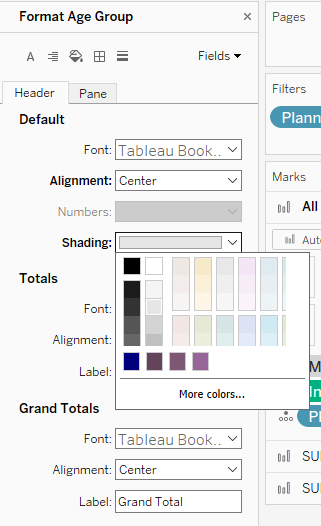 Format Age Group
×
Pages
A
Fields
Header
Pane
Filters
Default
Plann
Font: Tableau Book..
Marks
Alignment: Center
All
Numbers:
Aut
Shading:
Totals
Font:
Alignment:
M
Label:
In
More colors...
Pl
Grand Totals
Font: Tableau Book..
SU
Alignment: Center
SU
Label: Grand Total